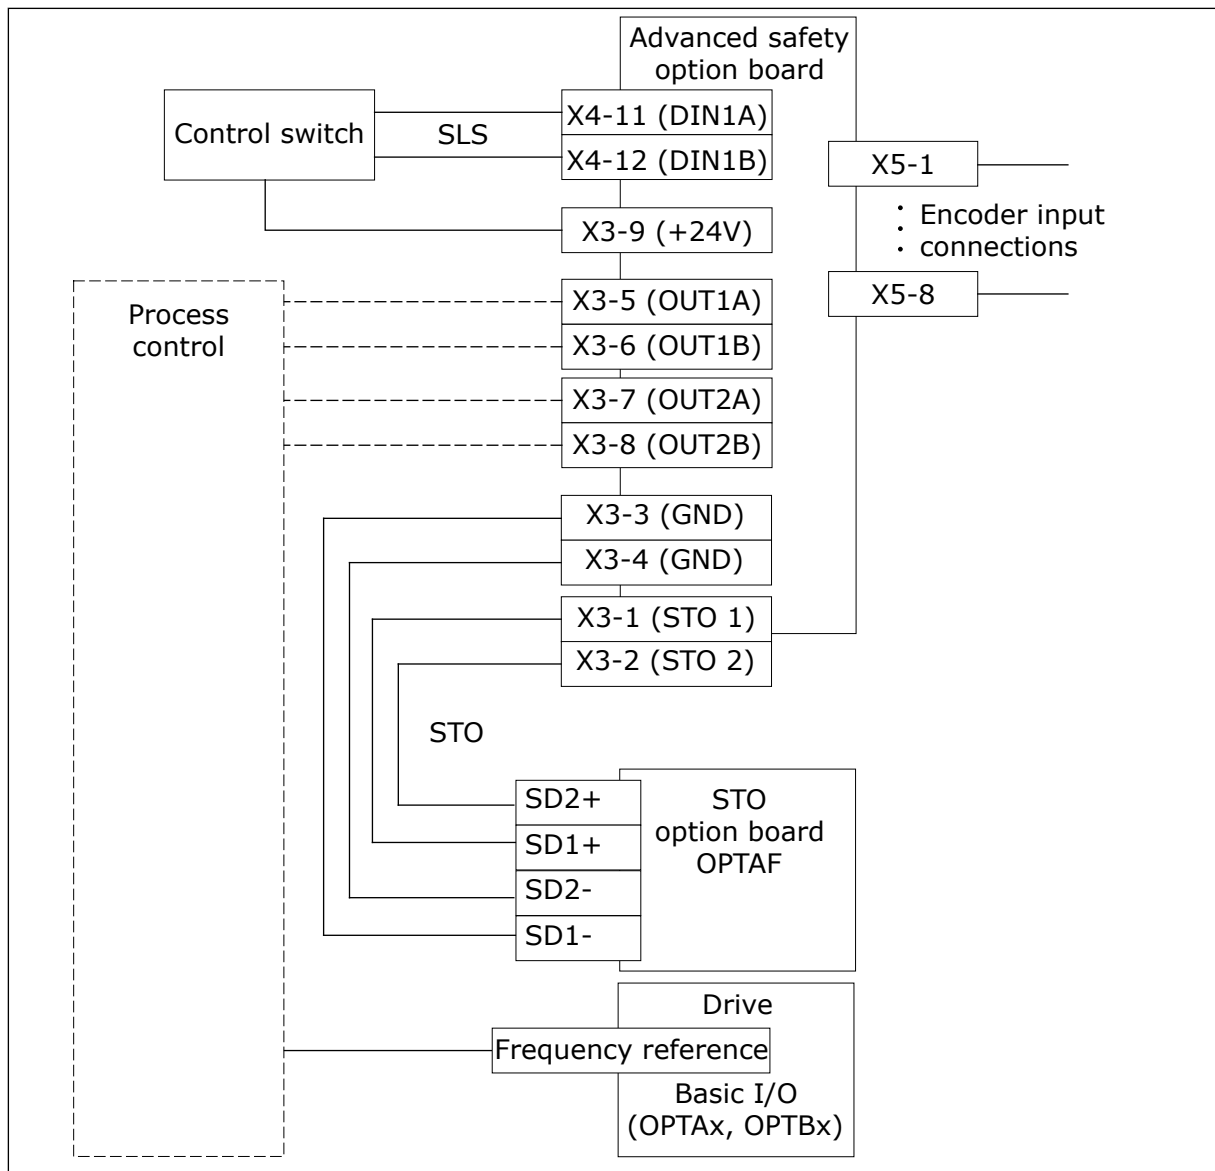 Advanced safety
option board
Control switch
SLS
X4-11 (DIN1A)
X4-12 (DIN1B)
X3-9 (+24V)
X5-1
Encoder input
connections
X5-8
Process
control
X3-5 (OUT1A)
X3-6 (OUT1B)
X3-7 (OUT2A)
X3-8 (OUT2B)
X3-3 (GND)
X3-4 (GND)
X3-1 (STO 1)
X3-2 (STO 2)
STO
SD2+
SD1+
SD2-
SD1-
STO
option board
OPTAF
Drive
Frequency reference
Basic I/O
(OPTAx, OPTBx)